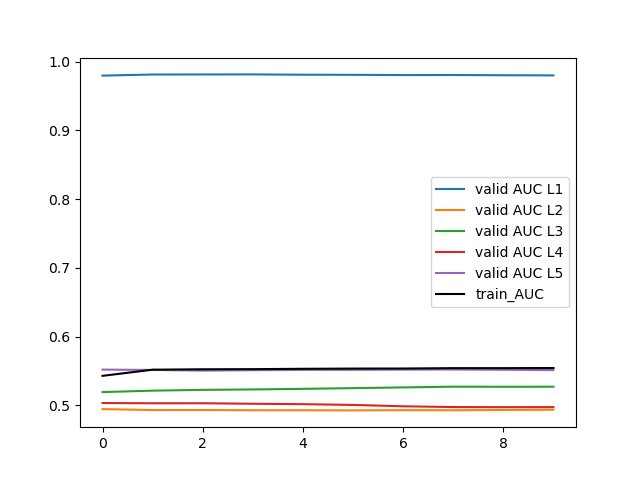 1.0
0.9
0.8
0.7
0.6
0.5
0 2 4 6 8
valid AUC L1
valid AUC L2
valid AUC L3
valid AUC L4
valid AUC L5
train_AUC